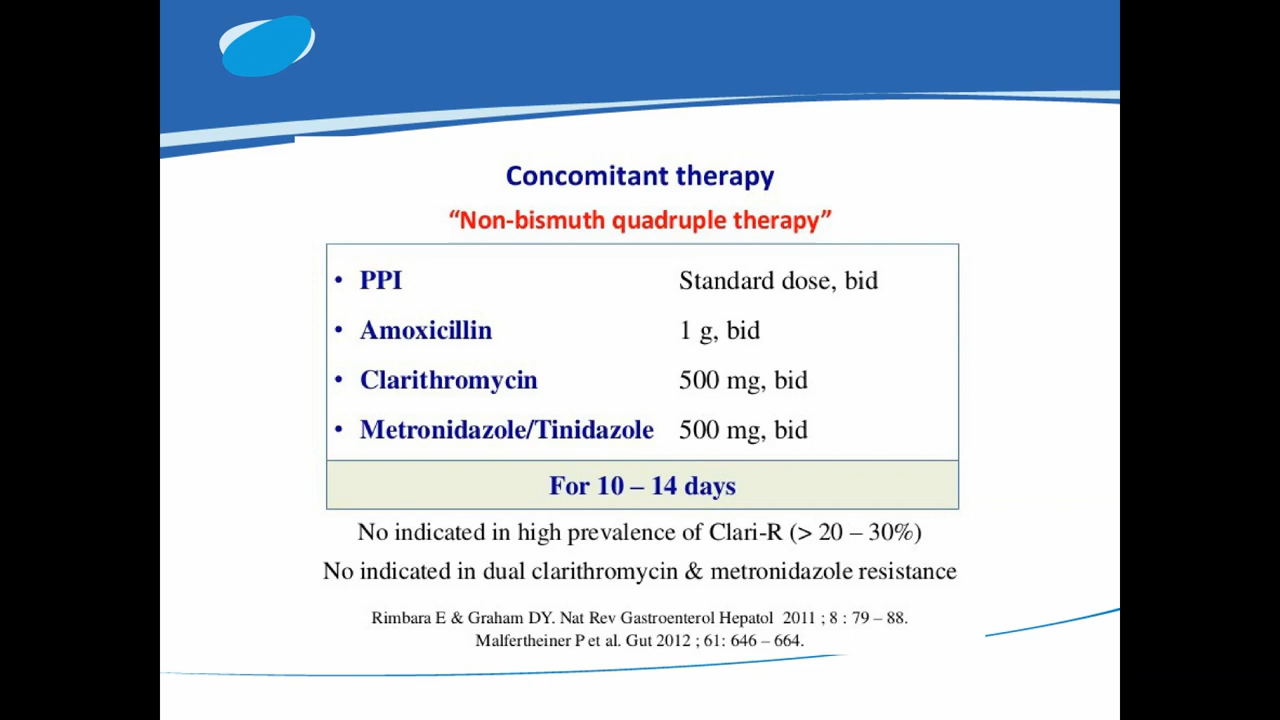 Concomitant therapy
“Non-bismuth quadruple therapy”
• PPI Standard dose, bid
• Amoxicillin 1 g, bid
• Clarithromycin 500 mg, bid
• Metronidazole/Tinidazole 500 mg, bid
For 10 – 14 days
No indicated in high prevalence of Clari-R (> 20 – 30%)
No indicated in dual clarithromycin & metronidazole resistance
Rimbara E & Graham DY. Nat Rev Gastroenterol Hepatol 2011 ; 8 : 79 – 88.
Malfertheiner P et al. Gut 2012 ; 61: 646 – 664.